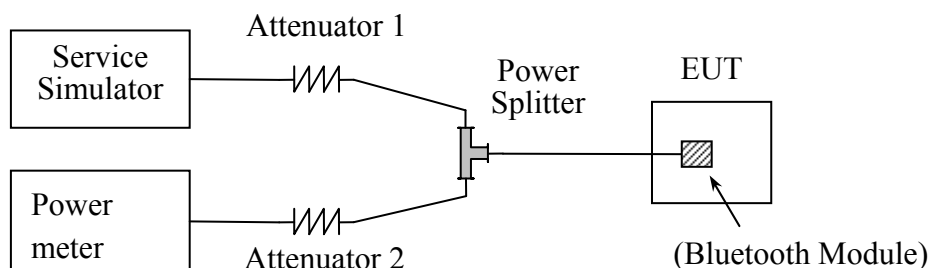 Attenuator 1
Service
Simulator
Power
Splitter
EUT
Power
meter
Attenuator 2
(Bluetooth Module)